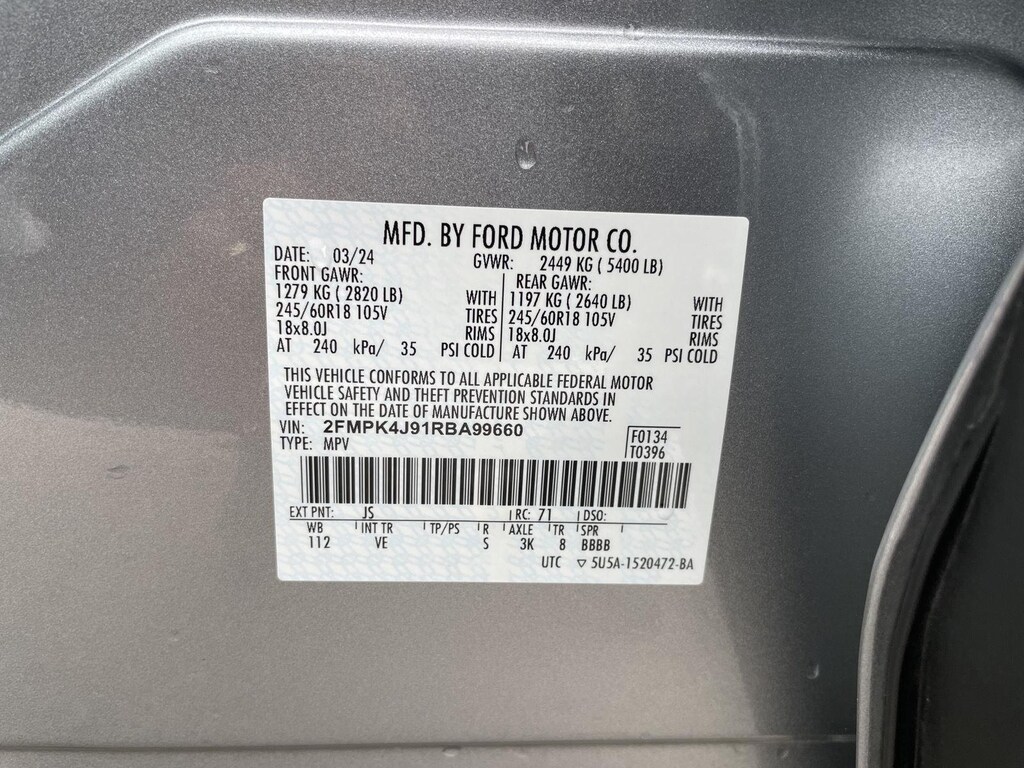 MFD. BY FORD MOTOR CO.
DATE: 03/24 GVWR: 2449 KG ( 5400 LB)
FRONT GAWR: REAR GAWR:
1279 KG ( 2820 LB) WITH 1197 KG ( 2640 LB) WITH
245/60R18 105V TIRES 245/60R18 105V TIRES
18x8.0J RIMS 18x8.0J RIMS
AT 240 kPa/ 35 PSI COLD AT 240 kPa/ 35 PSI COLD
THIS VEHICLE CONFORMS TO ALL APPLICABLE FEDERAL MOTOR
VEHICLE SAFETY AND THEFT PREVENTION STANDARDS IN
EFFECT ON THE DATE OF MANUFACTURE SHOWN ABOVE.
VIN: 2FMPK4J91RBA99660 F0134
TYPE: MPV T0396
EXT PNT: JS RC: 71 DSO:
WB INT TR TP/PS R AXLE TR SPR
112 VE S 3K 8 BBBB
UTC ▽ 5U5A-1520472-BA